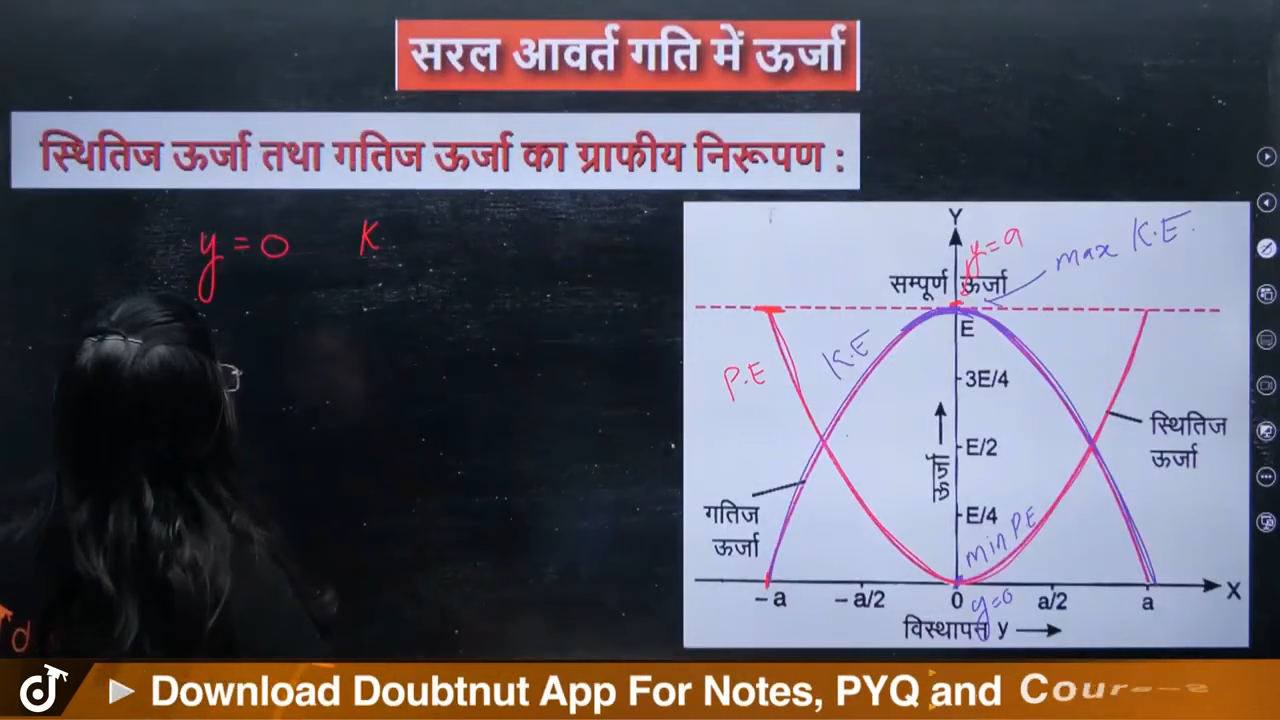 सरल आवर्त गति में ऊर्जा
स्थितिज ऊर्जा तथा गतिज ऊर्जा का ग्राफीय निरूपण :
y = 0 K
Y
y = a
max K.E.
सम्पूर्ण ऊर्जा
E
K.E
P.E
3E/4
स्थितिज
ऊर्जा
E/2
ऊर्जा
गतिज
ऊर्जा
E/4
min P.E
X
– a – a/2 0 a/2 a
y=0
विस्थापन y
d
Download Doubtnut App For Notes, PYQ and